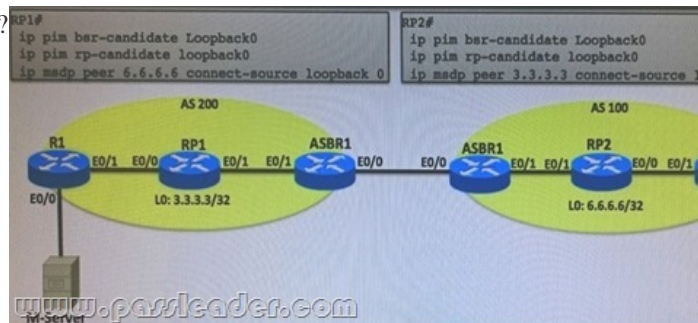 ?
RP1#
ip pim bsr-candidate Loopback0
ip pim rp-candidate loopback0
ip msdp peer 6.6.6.6 connect-source loopback 0
RP2#
ip pim bsr-candidate Loopback0
ip pim rp-candidate loopback0
ip msdp peer 3.3.3.3 connect-source
AS 200
AS 100
R1
RP1
ASBR1
ASBR1
RP2
E0/1
E0/0
E0/1
E0/0
E0/0
E0/0
E0/1
E0/1
E0/0
E0/1
E0/0
L0: 3.3.3.3/32
L0: 6.6.6.6/32
www.passleader.com
M-Server